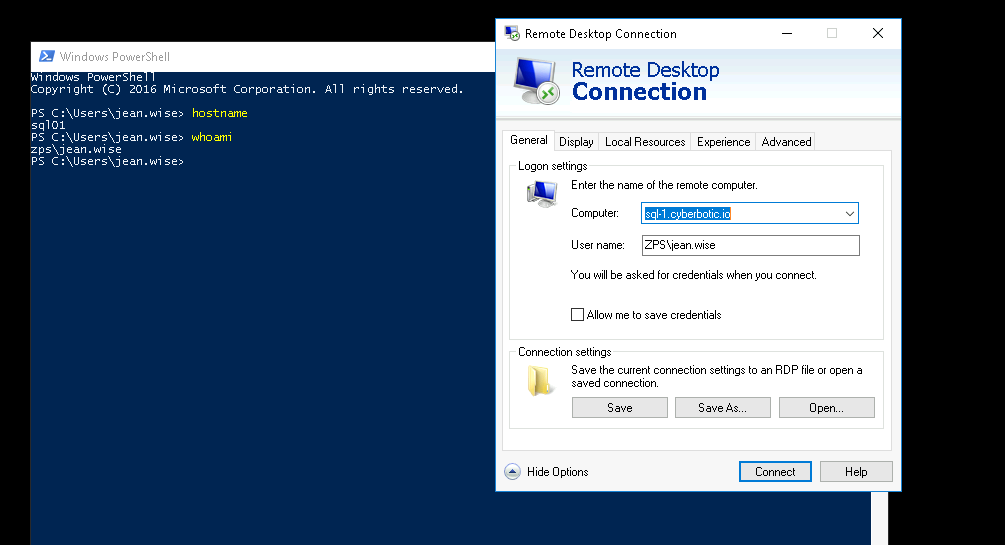 Windows PowerShell
Windows PowerShell
Copyright (C) 2016 Microsoft Corporation. All rights reserved.
PS C:\Users\jean.wise> hostname
sql01
PS C:\Users\jean.wise> whoami
zps\jean.wise
PS C:\Users\jean.wise>
Remote Desktop Connection
Remote Desktop
Connection
General Display Local Resources Experience Advanced
Logon settings
Enter the name of the remote computer.
Computer: sql-1.cyberbotic.io
User name: ZPS\jean.wise
You will be asked for credentials when you connect.
Allow me to save credentials
Connection settings
Save the current connection settings to an RDP file or open a
saved connection.
Save Save As... Open...
Hide Options Connect Help